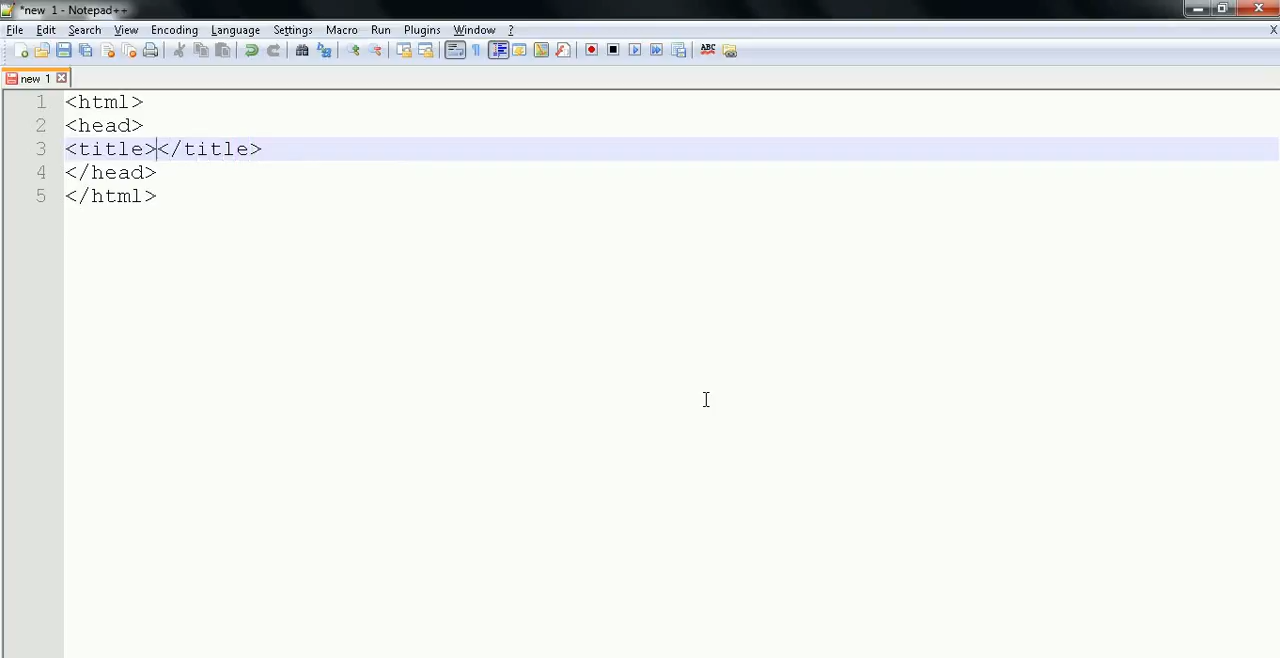 *new 1 - Notepad++
File Edit Search View Encoding Language Settings Macro Run Plugins Window ? X
ABC
new 1
1 <html>
2 <head>
3 <title></title>
4 </head>
5 </html>